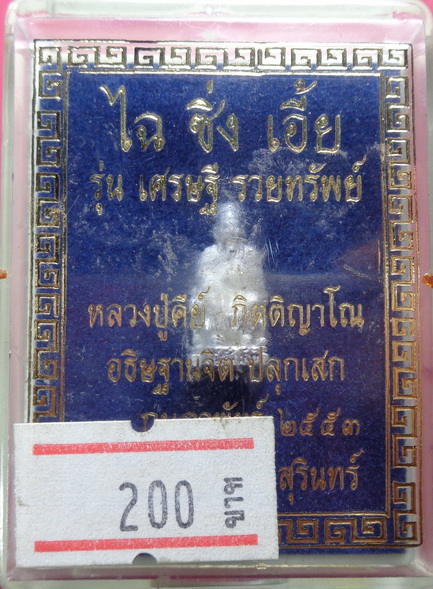 ไฉ ซิ่ง เอี้ย
รุ่น เศรษฐี รวยทรัพย์
หลวงปู่คีย์ กิตติญาโณ
อธิษฐานจิต ปลุกเสก
๒๕๕๓
สุรินทร์
200 บาท